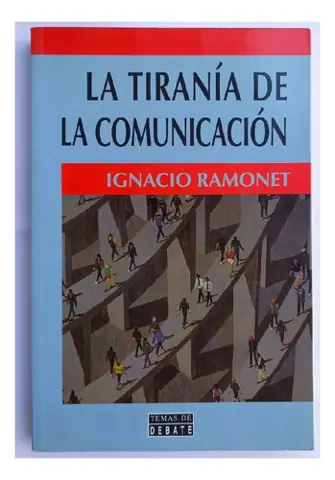 LA TIRANÍA DE
LA COMUNICACIÓN
IGNACIO RAMONET
TEMAS DE
DEBATE